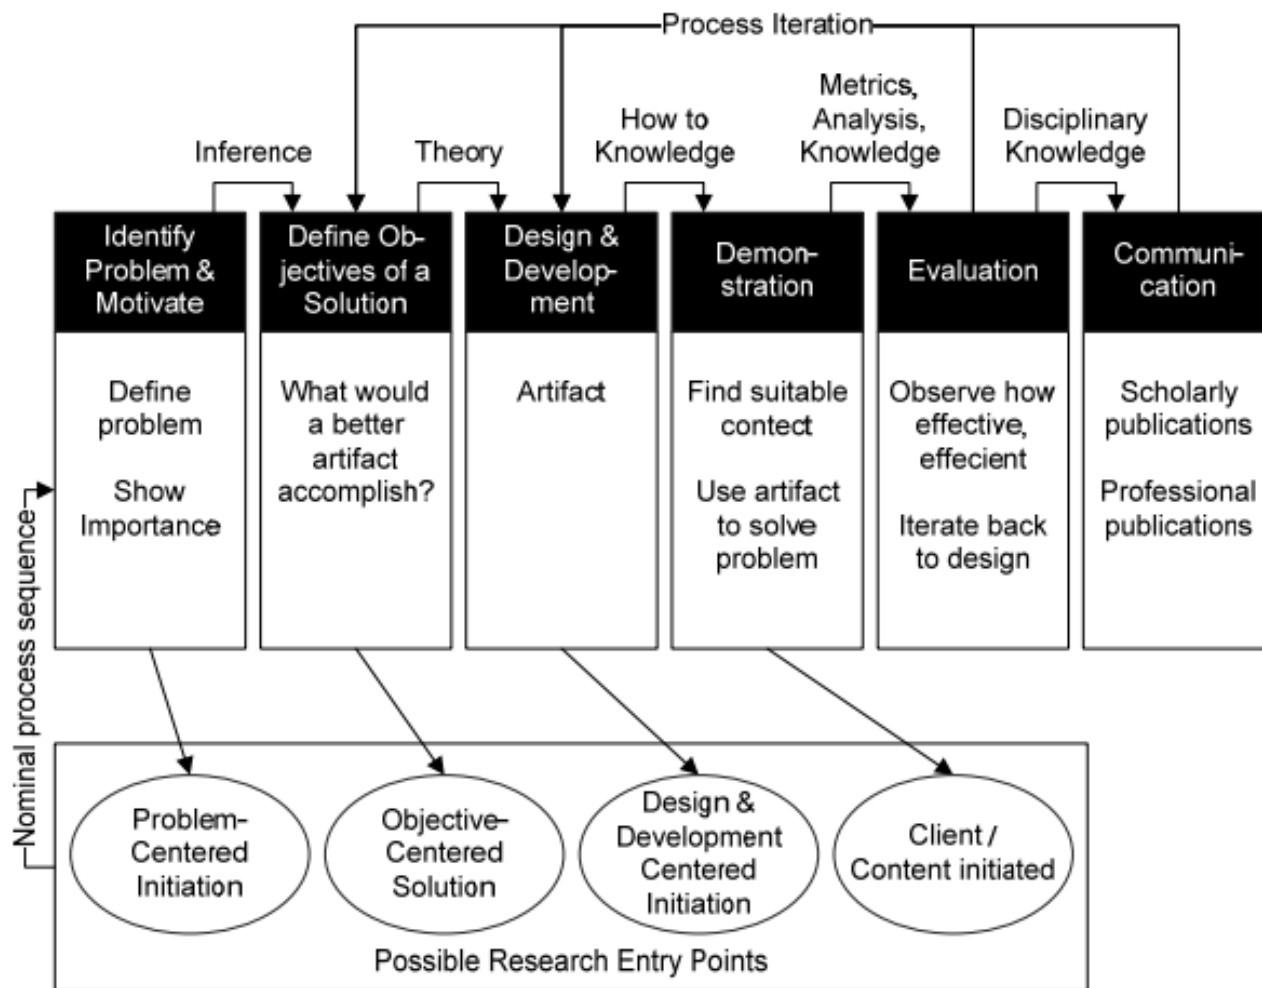 Process Iteration
Inference
Theory
How to
Knowledge
Metrics,
Analysis,
Knowledge
Disciplinary
Knowledge
Identify
Problem &
Motivate
Define Ob-
jectives of a
Solution
Design &
Develop-
ment
Demon-
stration
Evaluation
Communi-
cation
Define
problem
Show
Importance
What would
a better
artifact
accomplish?
Artifact
Find suitable
contect
Use artifact
to solve
problem
Observe how
effective,
effecient
Iterate back
to design
Scholarly
publications
Professional
publications
Nominal process sequence
Problem-
Centered
Initiation
Objective-
Centered
Solution
Design &
Development
Centered
Initiation
Client /
Content initiated
Possible Research Entry Points